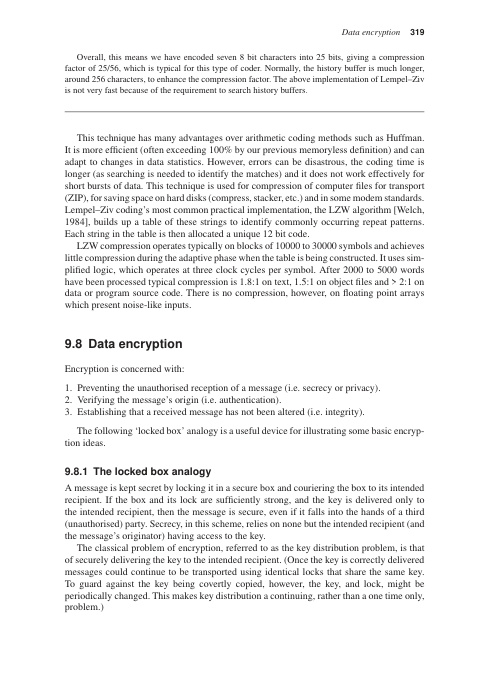 Data encryption 319
Overall, this means we have encoded seven 8 bit characters into 25 bits, giving a compression
factor of 25/56, which is typical for this type of coder. Normally, the history buffer is much longer,
around 256 characters, to enhance the compression factor. The above implementation of Lempel–Ziv
is not very fast because of the requirement to search history buffers.
This technique has many advantages over arithmetic coding methods such as Huffman.
It is more efficient (often exceeding 100% by our previous memoryless definition) and can
adapt to changes in data statistics. However, errors can be disastrous, the coding time is
longer (as searching is needed to identify the matches) and it does not work effectively for
short bursts of data. This technique is used for compression of computer files for transport
(ZIP), for saving space on hard disks (compress, stacker, etc.) and in some modem standards.
Lempel–Ziv coding's most common practical implementation, the LZW algorithm [Welch,
1984], builds up a table of these strings to identify commonly occurring repeat patterns.
Each string in the table is then allocated a unique 12 bit code.
LZW compression operates typically on blocks of 10000 to 30000 symbols and achieves
little compression during the adaptive phase when the table is being constructed. It uses sim-
plified logic, which operates at three clock cycles per symbol. After 2000 to 5000 words
have been processed typical compression is 1.8:1 on text, 1.5:1 on object files and > 2:1 on
data or program source code. There is no compression, however, on floating point arrays
which present noise-like inputs.
9.8 Data encryption
Encryption is concerned with:
1. Preventing the unauthorised reception of a message (i.e. secrecy or privacy).
2. Verifying the message's origin (i.e. authentication).
3. Establishing that a received message has not been altered (i.e. integrity).
The following 'locked box' analogy is a useful device for illustrating some basic encryp-
tion ideas.
9.8.1 The locked box analogy
A message is kept secret by locking it in a secure box and couriering the box to its intended
recipient. If the box and its lock are sufficiently strong, and the key is delivered only to
the intended recipient, then the message is secure, even if it falls into the hands of a third
(unauthorised) party. Secrecy, in this scheme, relies on none but the intended recipient (and
the message's originator) having access to the key.
The classical problem of encryption, referred to as the key distribution problem, is that
of securely delivering the key to the intended recipient. (Once the key is correctly delivered
messages could continue to be transported using identical locks that share the same key.
To guard against the key being covertly copied, however, the key, and lock, might be
periodically changed. This makes key distribution a continuing, rather than a one time only,
problem.)